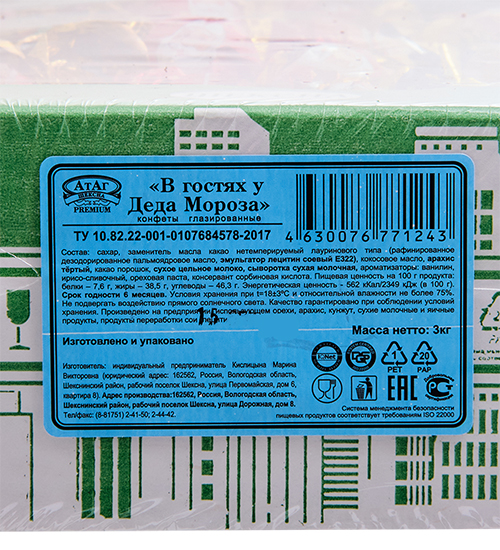 АтАг
ШЕКСНА
PREMIUM
«В гостях у
Деда Мороза»
конфеты глазированные
ТУ 10.82.22-001-0107684578-2017
4 630076 771243
Состав: сахар, заменитель масла какао нетемперируемый лауринового типа (рафинированное
дезодорированное пальмоядровое масло, эмульгатор лецитин соевый Е322), кокосовое масло, арахис
тёртый, какао порошок, сухое цельное молоко, сыворотка сухая молочная, ароматизаторы: ванилин,
ирисо-сливочный, ореховая паста, консервант сорбиновая кислота. Пищевая ценность на 100 г продукта:
белки – 7,6 г, жиры – 38,5 г, углеводы – 46,3 г. Энергетическая ценность - 562 кКал/2349 кДж (в 100 г).
Срок годности 6 месяцев. Условия хранения при t=18±3°С и относительной влажности не более 75%.
Не подвергать воздействию прямого солнечного света. Качество гарантировано при соблюдении условий
хранения. Произведено на предприятии, использующем орехи, арахис, кунжут, сухие молочные и яичные
продукты, продукты переработки сои
15
Масса нетто: 3кг
Изготовлено и упаковано
Изготовитель: индивидуальный предприниматель Кислицына Марина
Викторовна (юридический адрес: 162562, Россия, Вологодская область,
Шекснинский район, рабочий поселок Шексна, улица Первомайская, дом 6,
квартира 8). Адрес производства:162562, Россия, Вологодская область,
Шекснинский район, рабочий поселок Шексна, улица Дорожная, дом 8.
Тел/факс: (8-81751) 2-41-50; 2-44-42.
IQNet
PET
20
PAP
ЕАС
Система менеджмента безопасности
пищевых продуктов соответствует требованиям ISO 22000